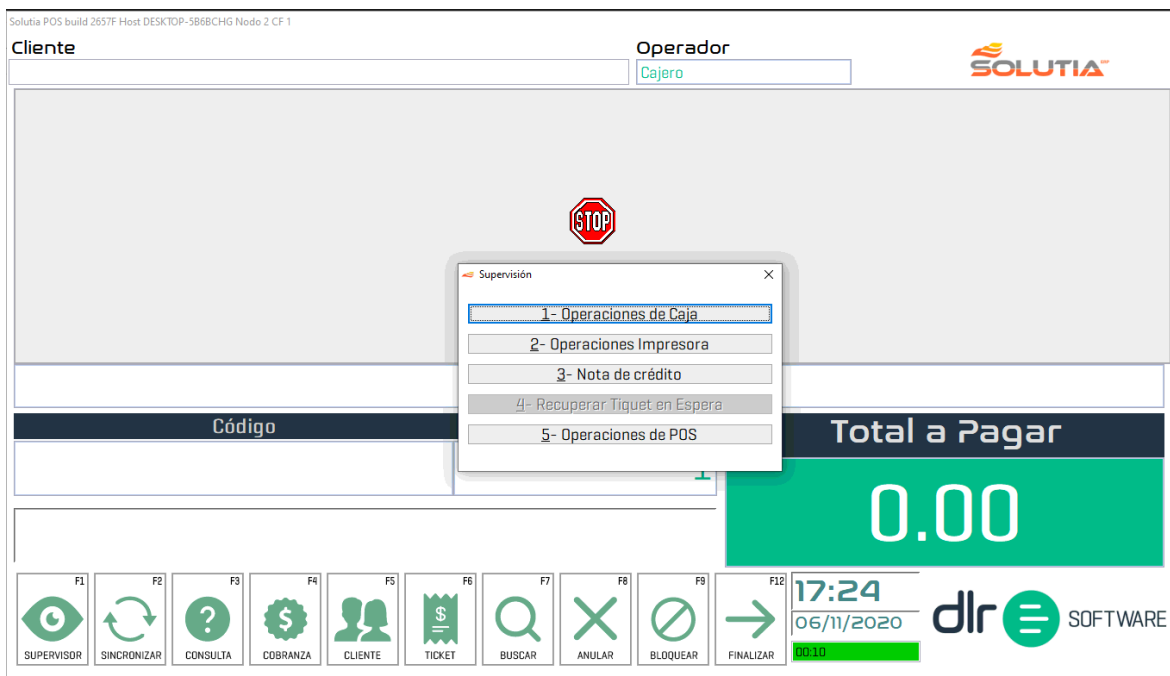 Solutia POS build 2657F Host DESKTOP-5B6BCHG Nodo 2 CF 1
Cliente
Operador
Cajero
SOLUTIA
STOP
Supervisión
1- Operaciones de Caja
2- Operaciones Impresora
3- Nota de crédito
4- Recuperar Tiquet en Espera
5- Operaciones de POS
Código
1
Total a Pagar
0.00
F1 SUPERVISOR
F2 SINCRONIZAR
F3 CONSULTA
F4 COBRANZA
F5 CLIENTE
F6 TICKET
F7 BUSCAR
F8 ANULAR
F9 BLOQUEAR
F12 FINALIZAR
17:24
06/11/2020
00:10
dlr SOFTWARE